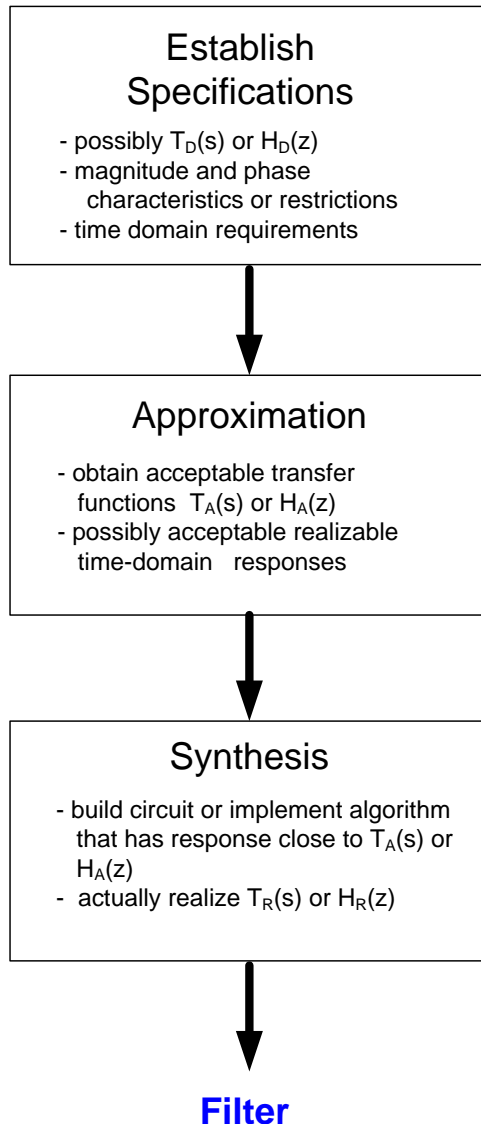 Establish
Specifications
- possibly T_D(s) or H_D(z)
- magnitude and phase
characteristics or restrictions
- time domain requirements
Approximation
- obtain acceptable transfer
functions T_A(s) or H_A(z)
- possibly acceptable realizable
time-domain responses
Synthesis
- build circuit or implement algorithm
that has response close to T_A(s) or
H_A(z)
- actually realize T_R(s) or H_R(z)
Filter